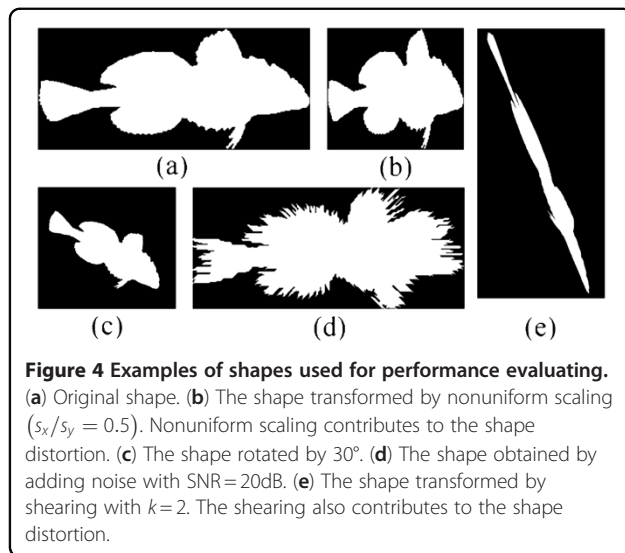 (a)
(b)
(c)
(d)
(e)
Figure 4 Examples of shapes used for performance evaluating.
(a) Original shape. (b) The shape transformed by nonuniform scaling
(sₓ/sᵧ = 0.5). Nonuniform scaling contributes to the shape
distortion. (c) The shape rotated by 30°. (d) The shape obtained by
adding noise with SNR = 20dB. (e) The shape transformed by
shearing with k = 2. The shearing also contributes to the shape
distortion.